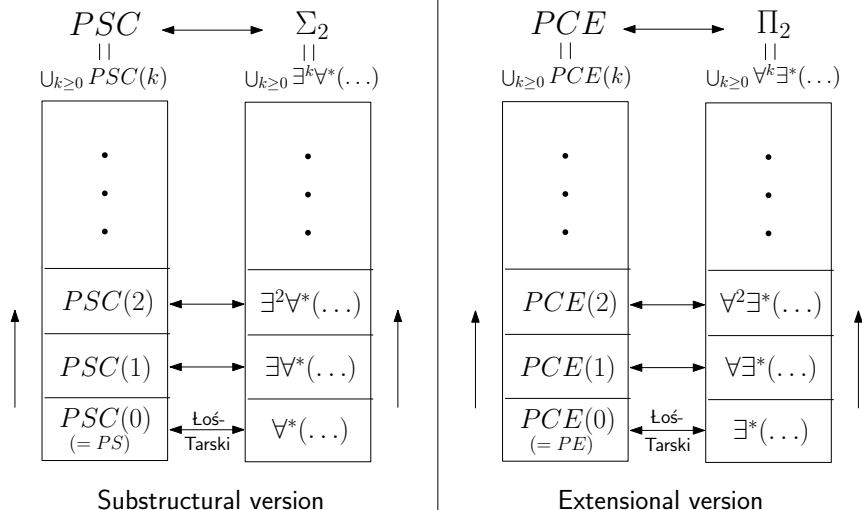 PSC ↔ Σ₂
|| ||
⋃ₖ≥₀ PSC(k) ⋃ₖ≥₀ ∃ᵏ∀*(...)
PSC(2) ↔ ∃²∀*(...)
PSC(1) ↔ ∃∀*(...)
PSC(0) Łoś-
(= PS) Tarski ∀*(...)
Substructural version
PCE ↔ Π₂
|| ||
⋃ₖ≥₀ PCE(k) ⋃ₖ≥₀ ∀ᵏ∃*(...)
PCE(2) ↔ ∀²∃*(...)
PCE(1) ↔ ∀∃*(...)
PCE(0) Łoś-
(= PE) Tarski ∃*(...)
Extensional version